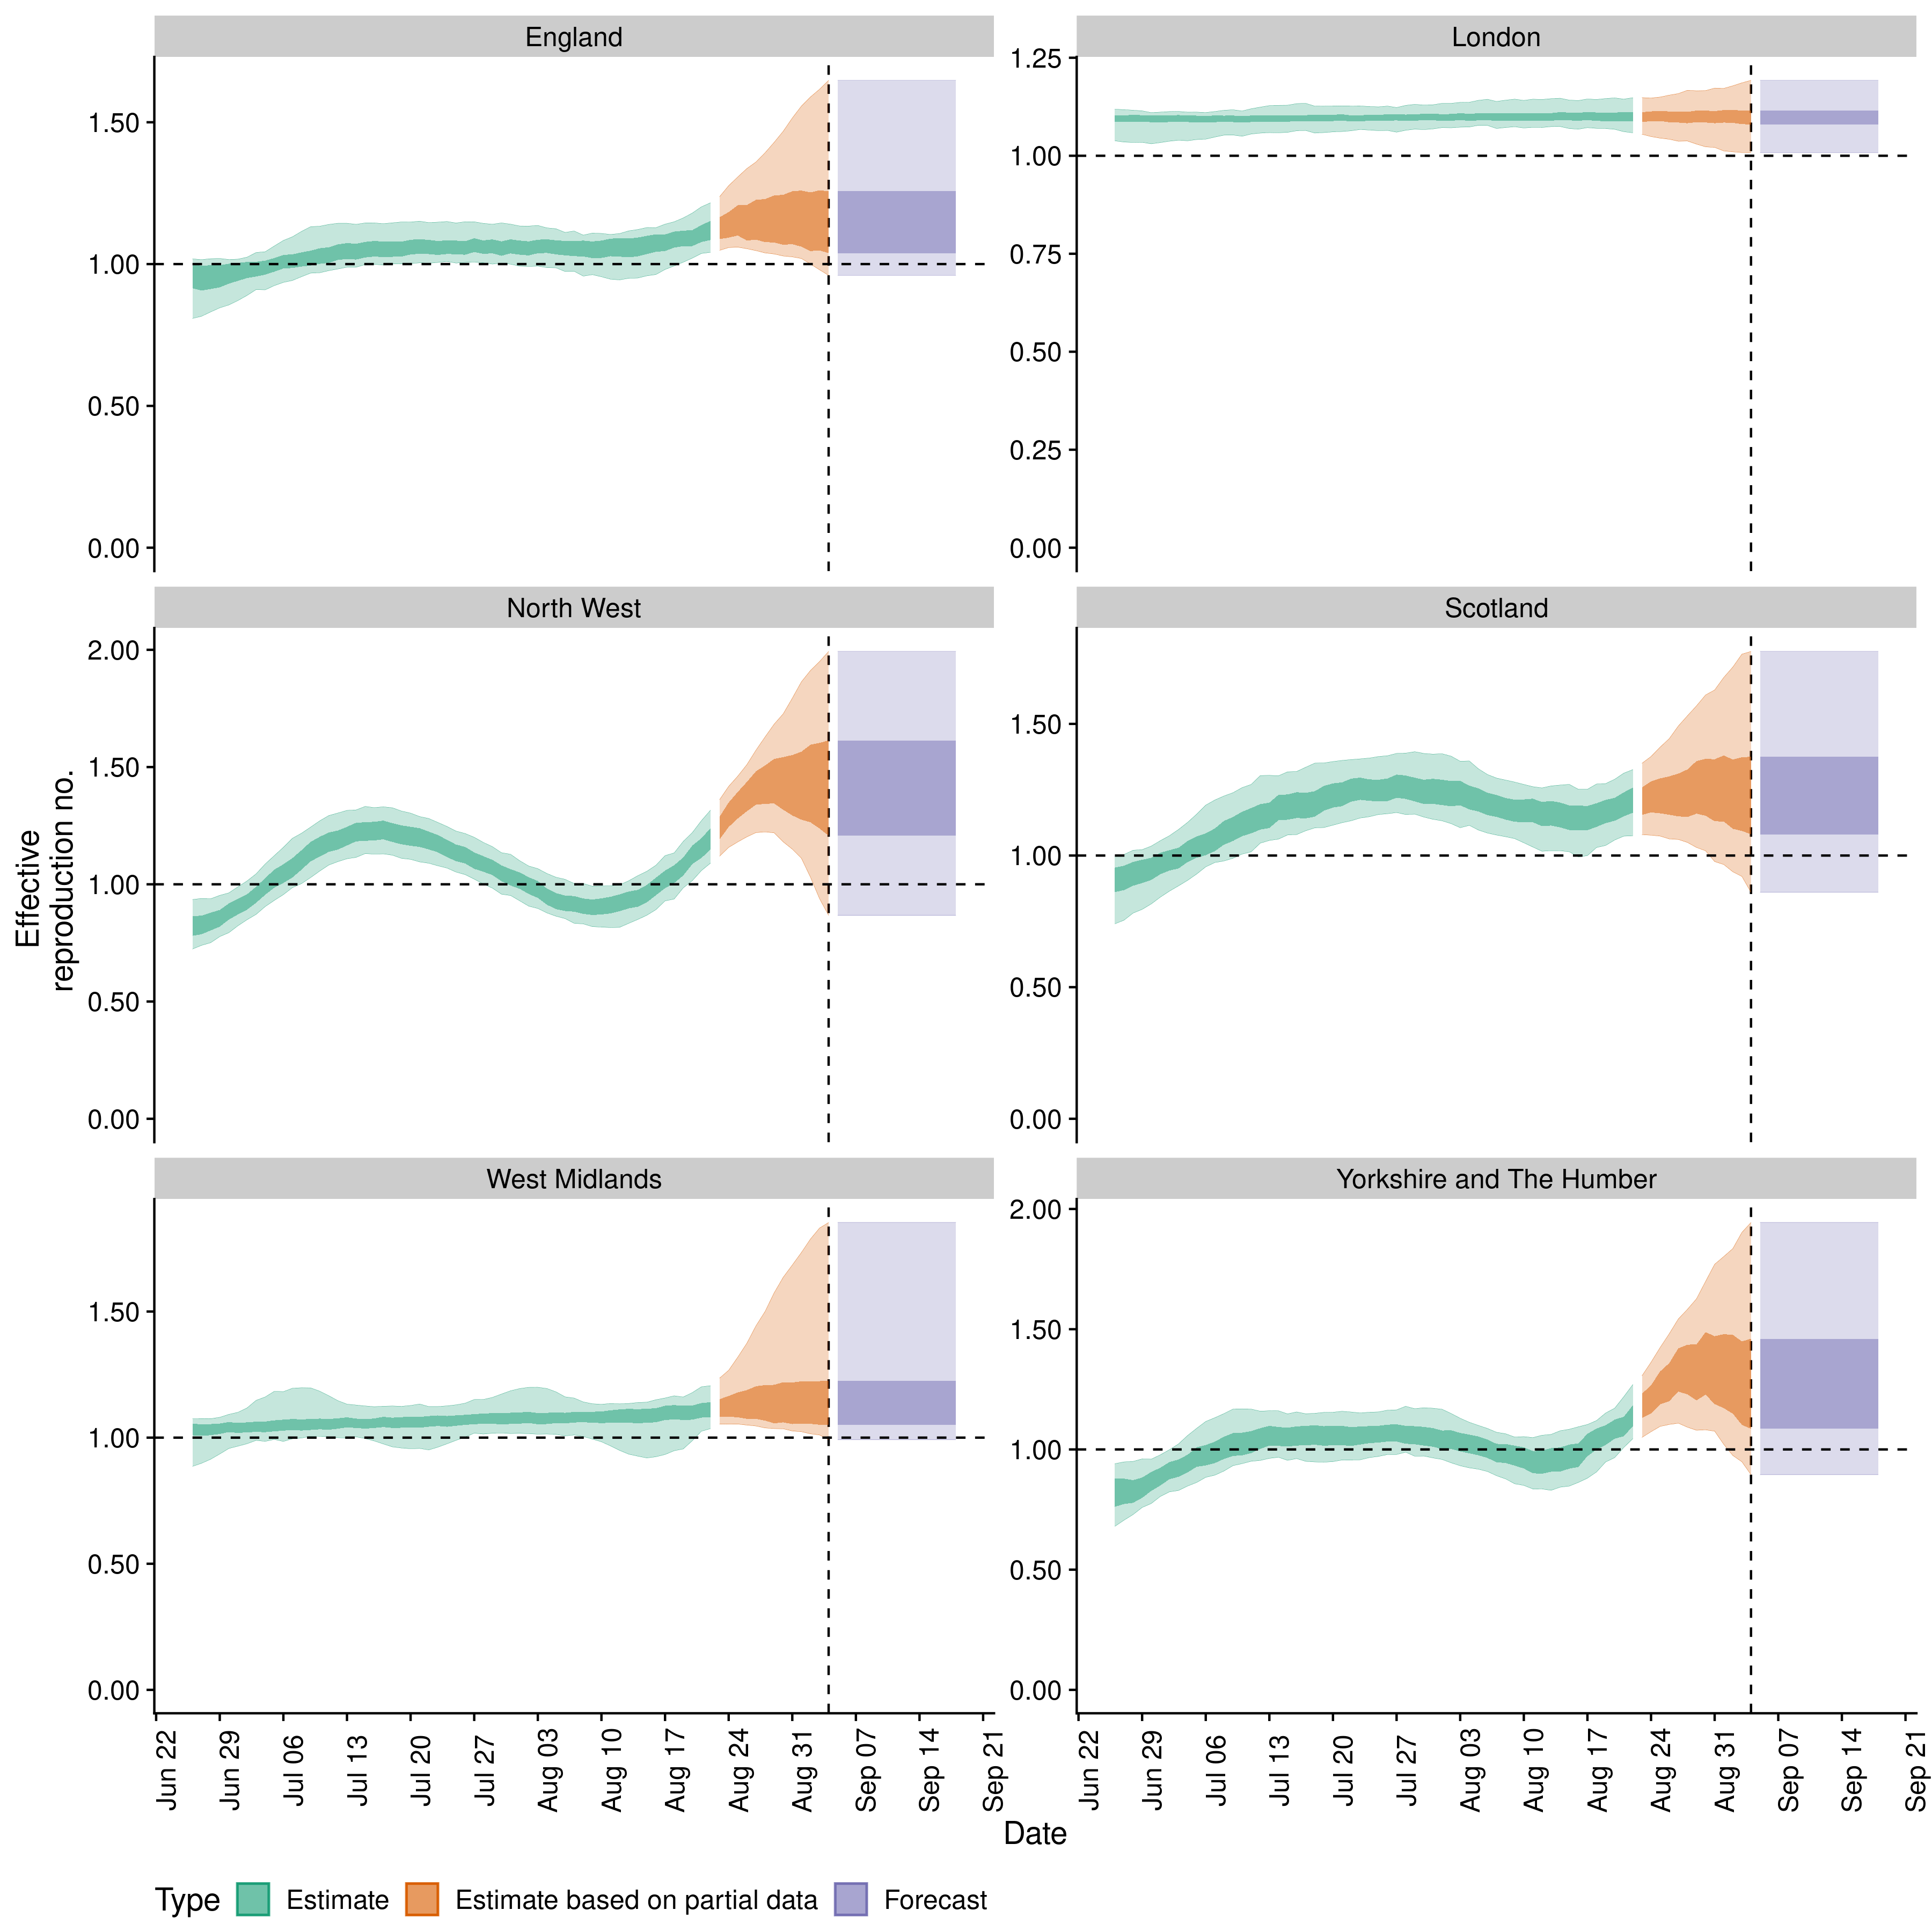 England
London
1.50
1.00
0.50
0.00
1.25
1.00
0.75
0.50
0.25
0.00
North West
Scotland
2.00
1.50
1.00
0.50
0.00
1.50
1.00
0.50
0.00
West Midlands
Yorkshire and The Humber
1.50
1.00
0.50
0.00
2.00
1.50
1.00
0.50
0.00
Effective
reproduction no.
Jun 22
Jun 29
Jul 06
Jul 13
Jul 20
Jul 27
Aug 03
Aug 10
Aug 17
Aug 24
Aug 31
Sep 07
Sep 14
Sep 21
Jun 22
Jun 29
Jul 06
Jul 13
Jul 20
Jul 27
Aug 03
Aug 10
Aug 17
Aug 24
Aug 31
Sep 07
Sep 14
Sep 21
Date
Type Estimate Estimate based on partial data Forecast